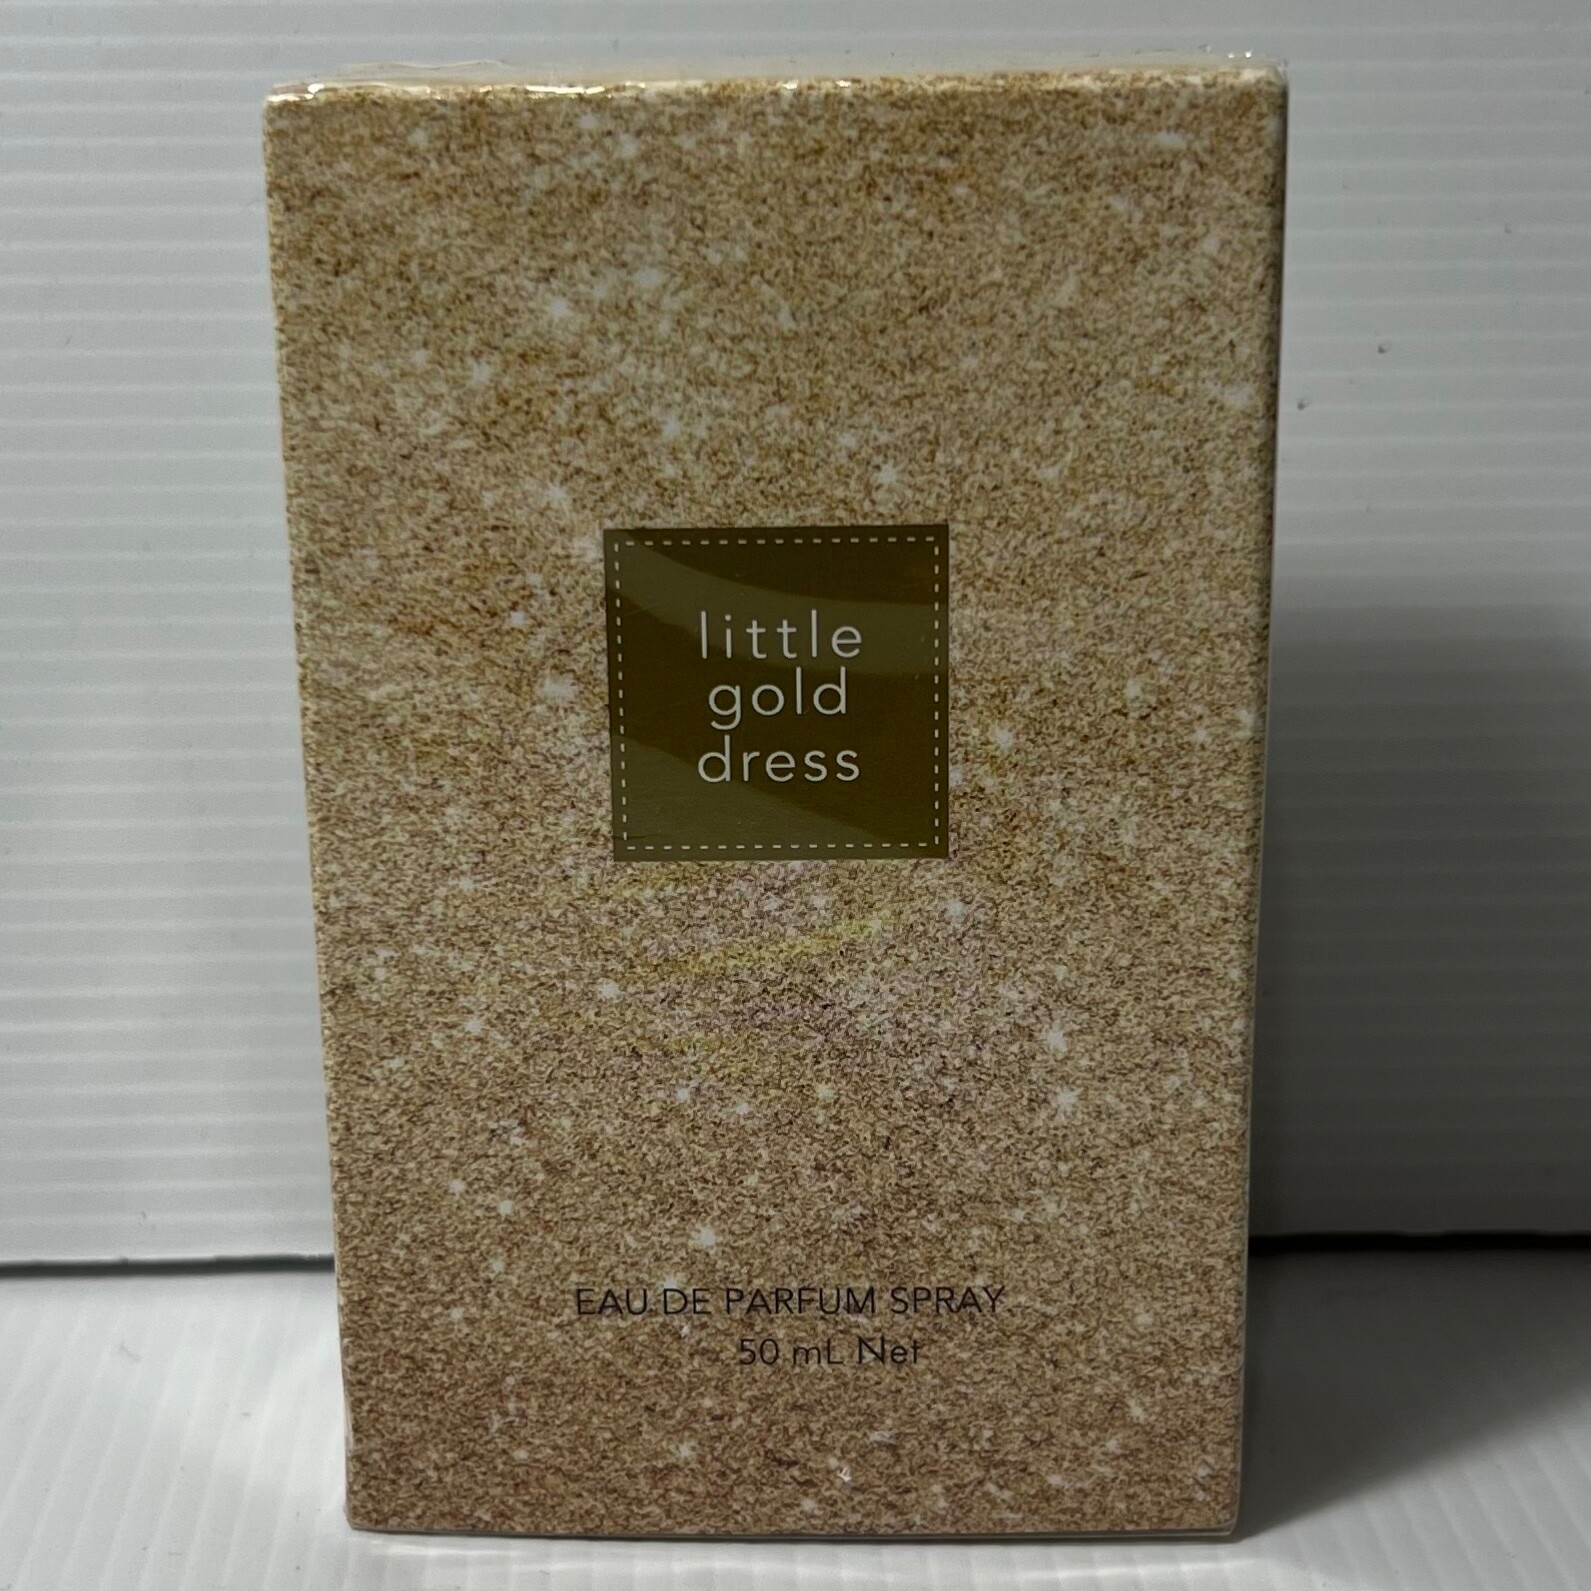 little
gold
dress
EAU DE PARFUM SPRAY
50 mL Net